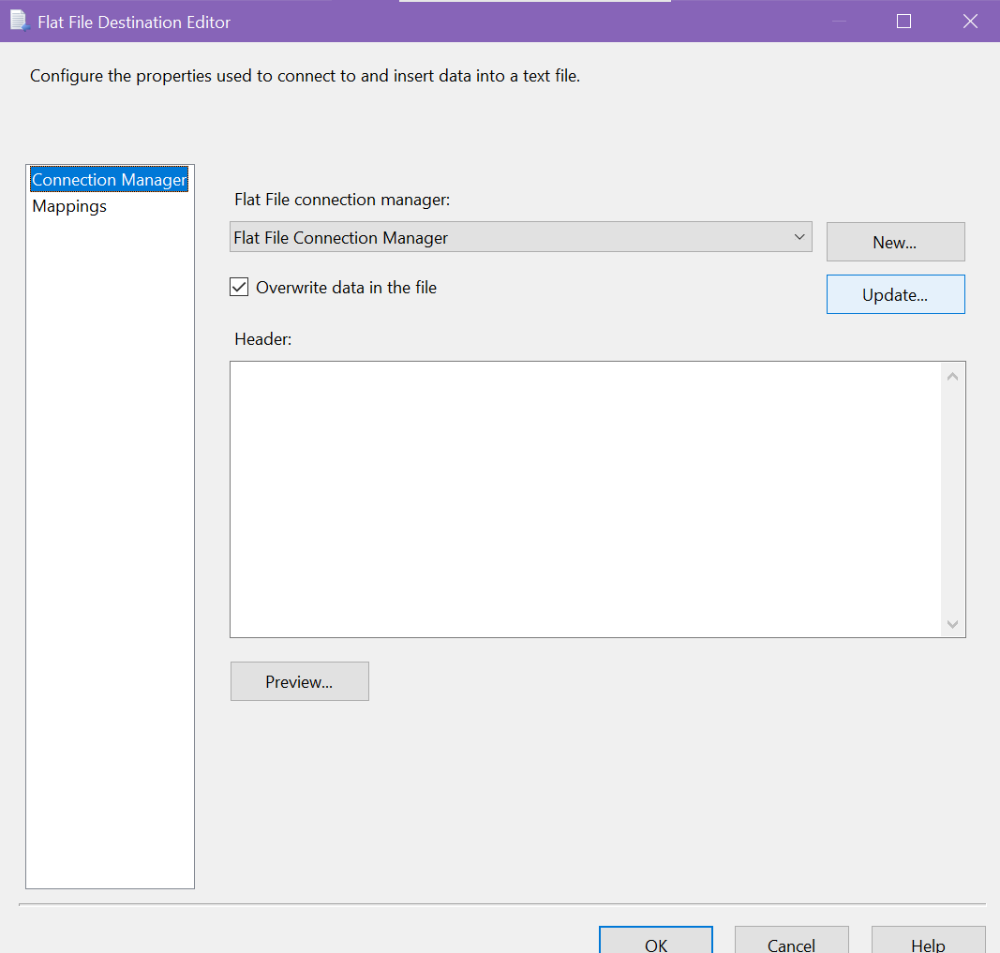 Flat File Destination Editor
Configure the properties used to connect to and insert data into a text file.
Connection Manager
Mappings
Flat File connection manager:
Flat File Connection Manager
New...
Overwrite data in the file
Update...
Header:
Preview...
OK
Cancel
Help